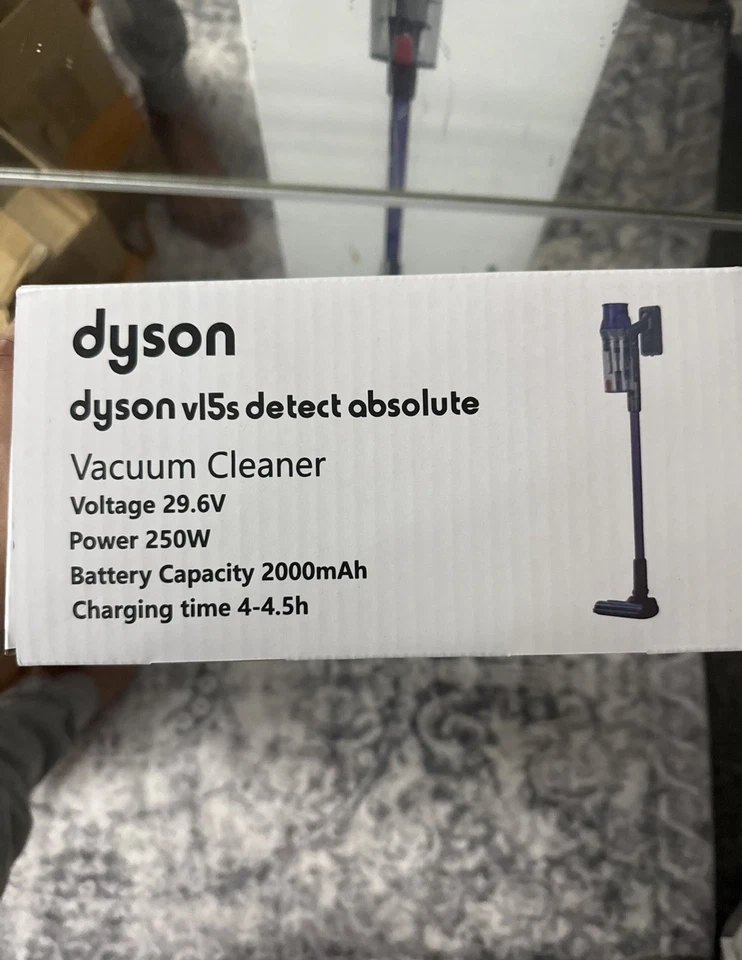 dyson
dyson v15s detect absolute
Vacuum Cleaner
Voltage 29.6V
Power 250W
Battery Capacity 2000mAh
Charging time 4-4.5h